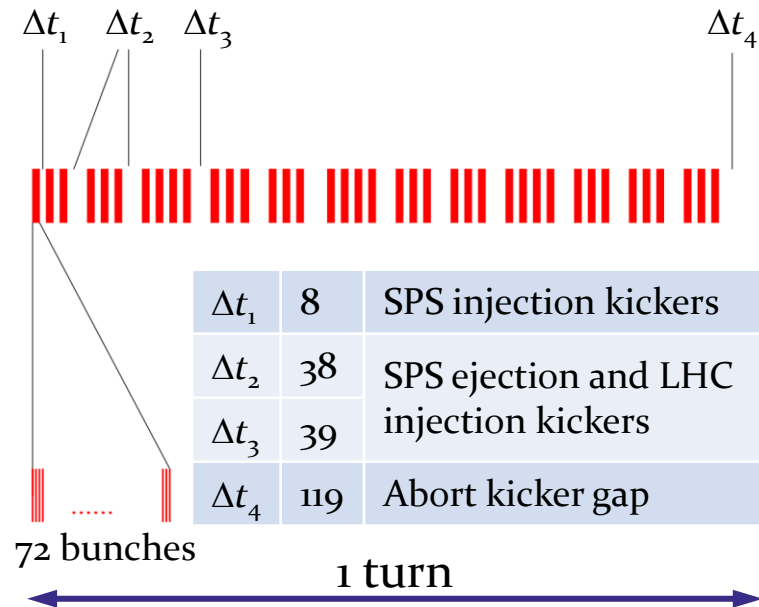 Δt₁ Δt₂ Δt₃ Δt₄
Δt₁ 8 SPS injection kickers
Δt₂ 38 SPS ejection and LHC
injection kickers
Δt₃ 39
Δt₄ 119 Abort kicker gap
......
72 bunches
1 turn